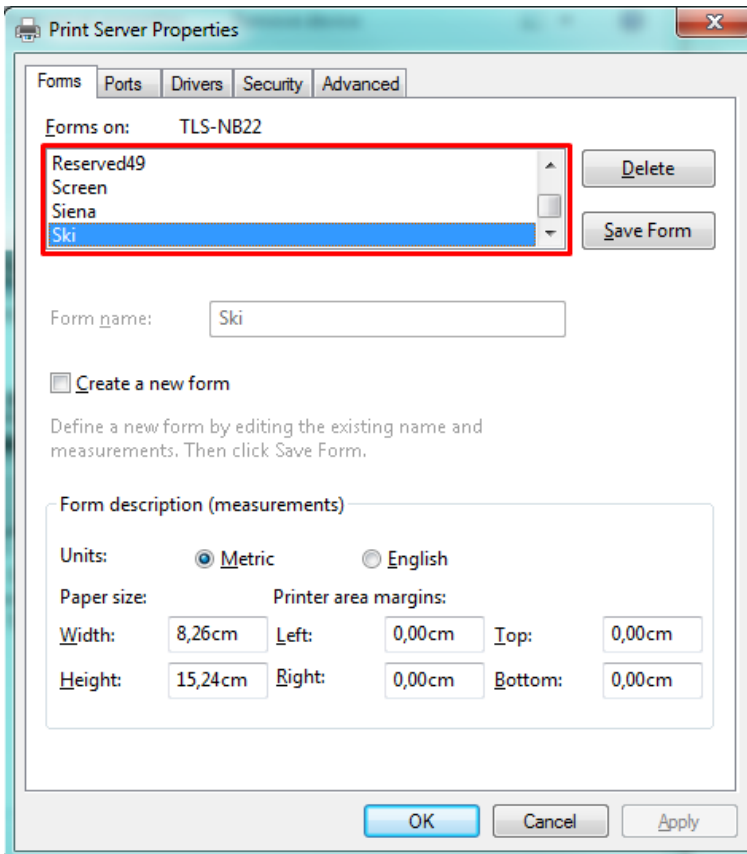 Print Server Properties
Forms Ports Drivers Security Advanced
Forms on: TLS-NB22
Reserved49
Screen
Siena
Ski
Delete
Save Form
Form name: Ski
Create a new form
Define a new form by editing the existing name and
measurements. Then click Save Form.
Form description (measurements)
Units: Metric English
Paper size: Printer area margins:
Width: 8,26cm Left: 0,00cm Top: 0,00cm
Height: 15,24cm Right: 0,00cm Bottom: 0,00cm
OK Cancel Apply